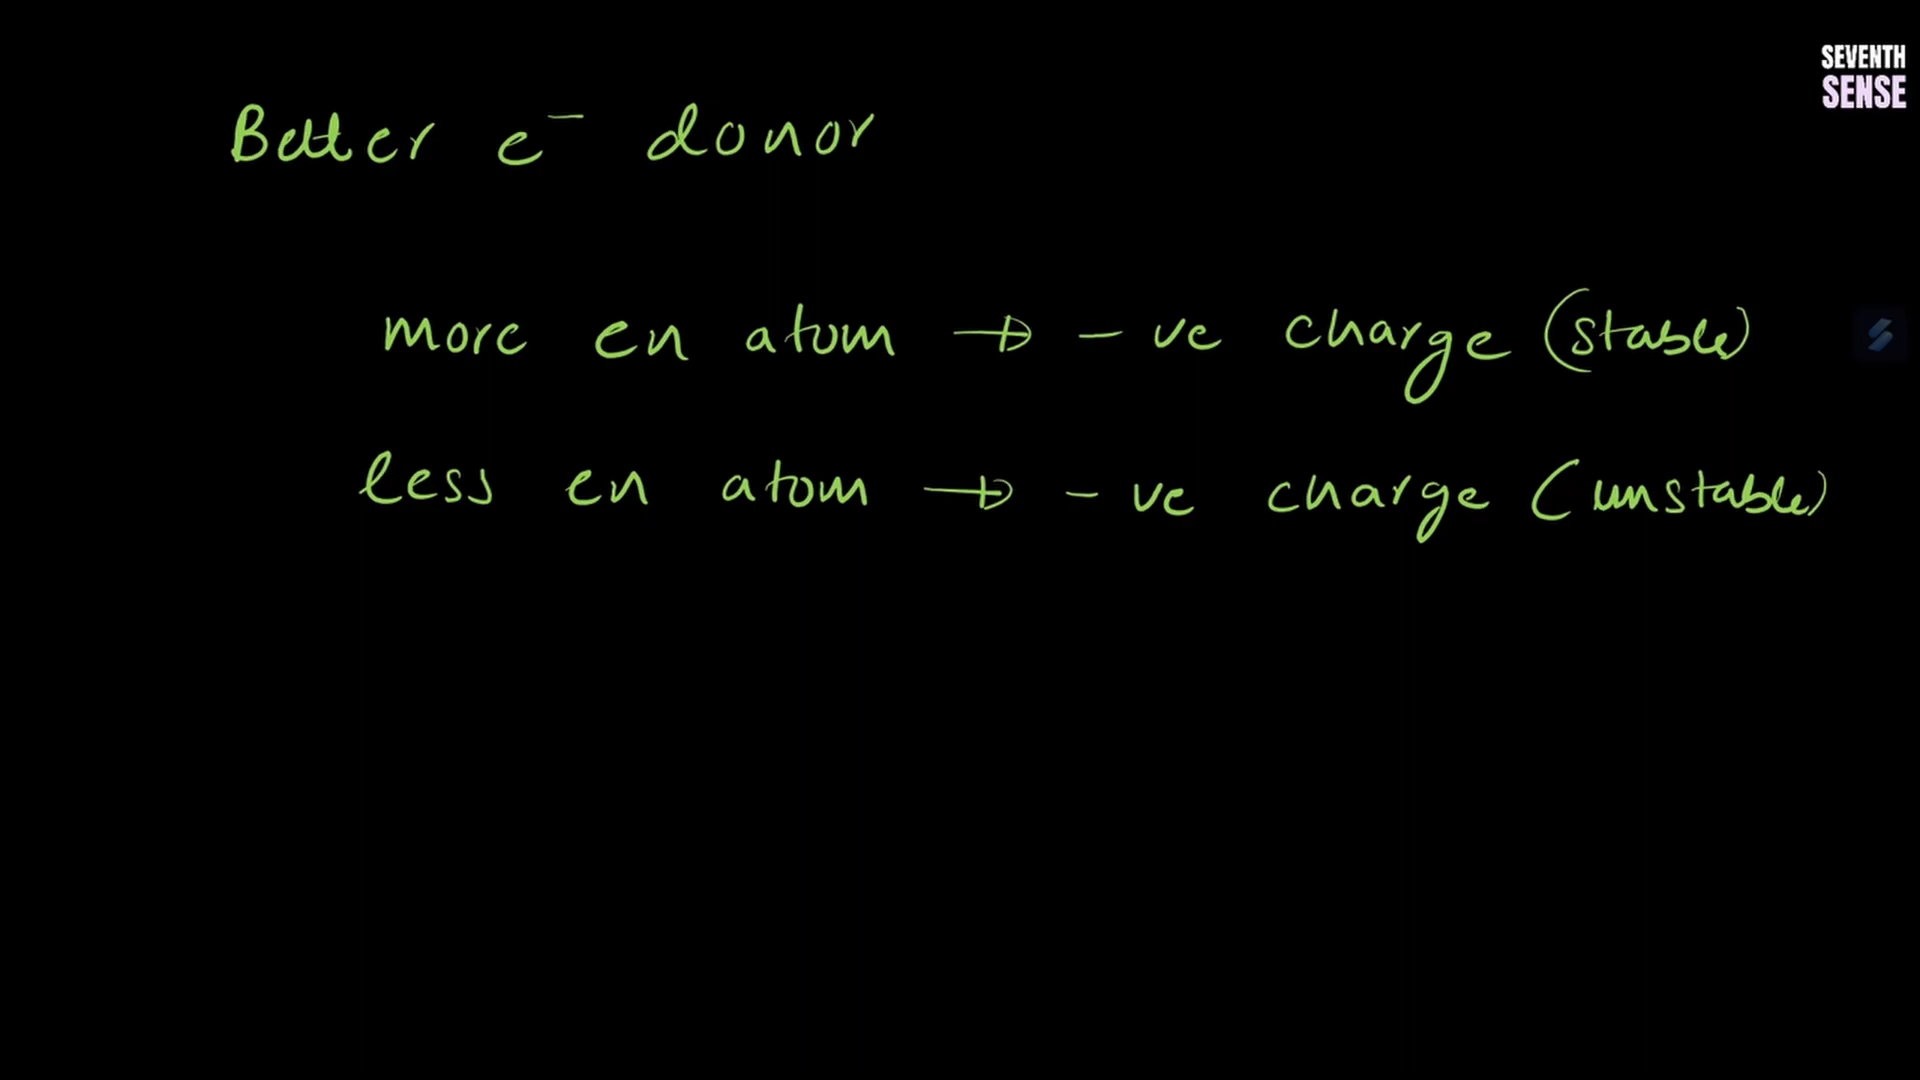 SEVENTH
SENSE
Better e⁻ donor
more en atom → -ve charge (stable)
less en atom → -ve charge (unstable)